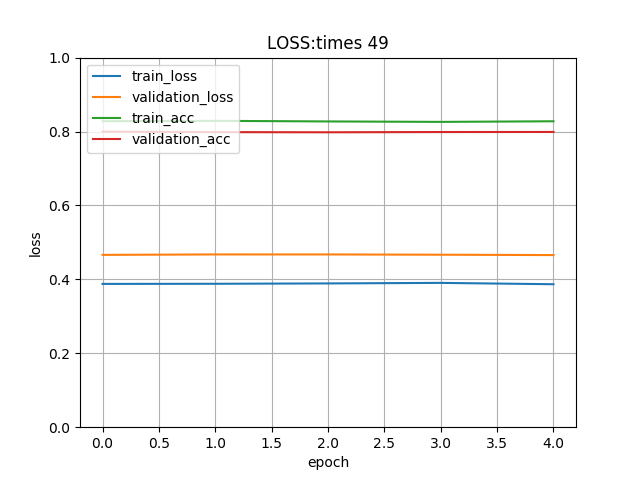 LOSS:times 49
1.0
0.8
0.6
0.4
0.2
0.0
loss
train_loss
validation_loss
train_acc
validation_acc
0.0 0.5 1.0 1.5 2.0 2.5 3.0 3.5 4.0
epoch